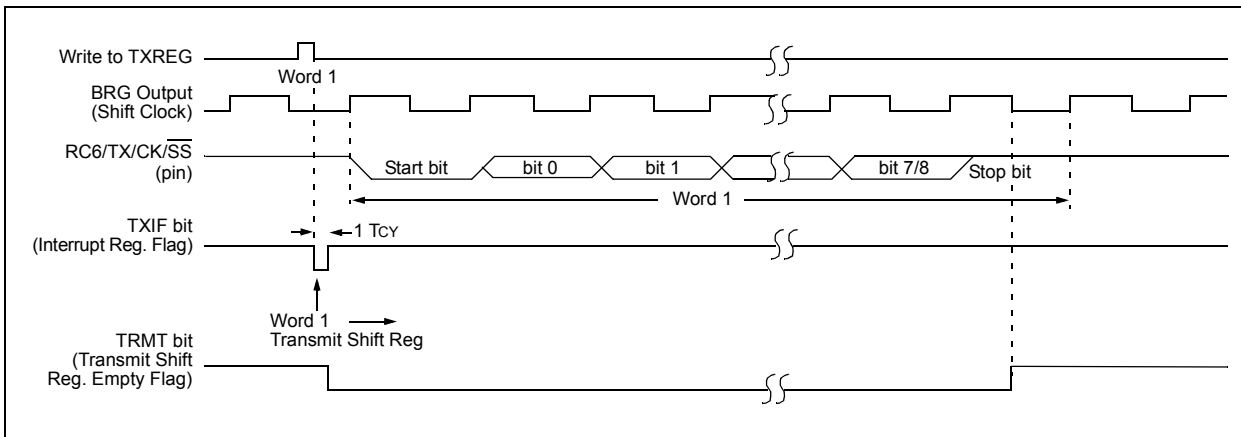 Write to TXREG
Word 1
BRG Output
(Shift Clock)
RC6/TX/CK/SS
(pin)
Start bit
bit 0
bit 1
bit 7/8
Stop bit
Word 1
TXIF bit
(Interrupt Reg. Flag)
1 TCY
Word 1
Transmit Shift Reg
TRMT bit
(Transmit Shift
Reg. Empty Flag)